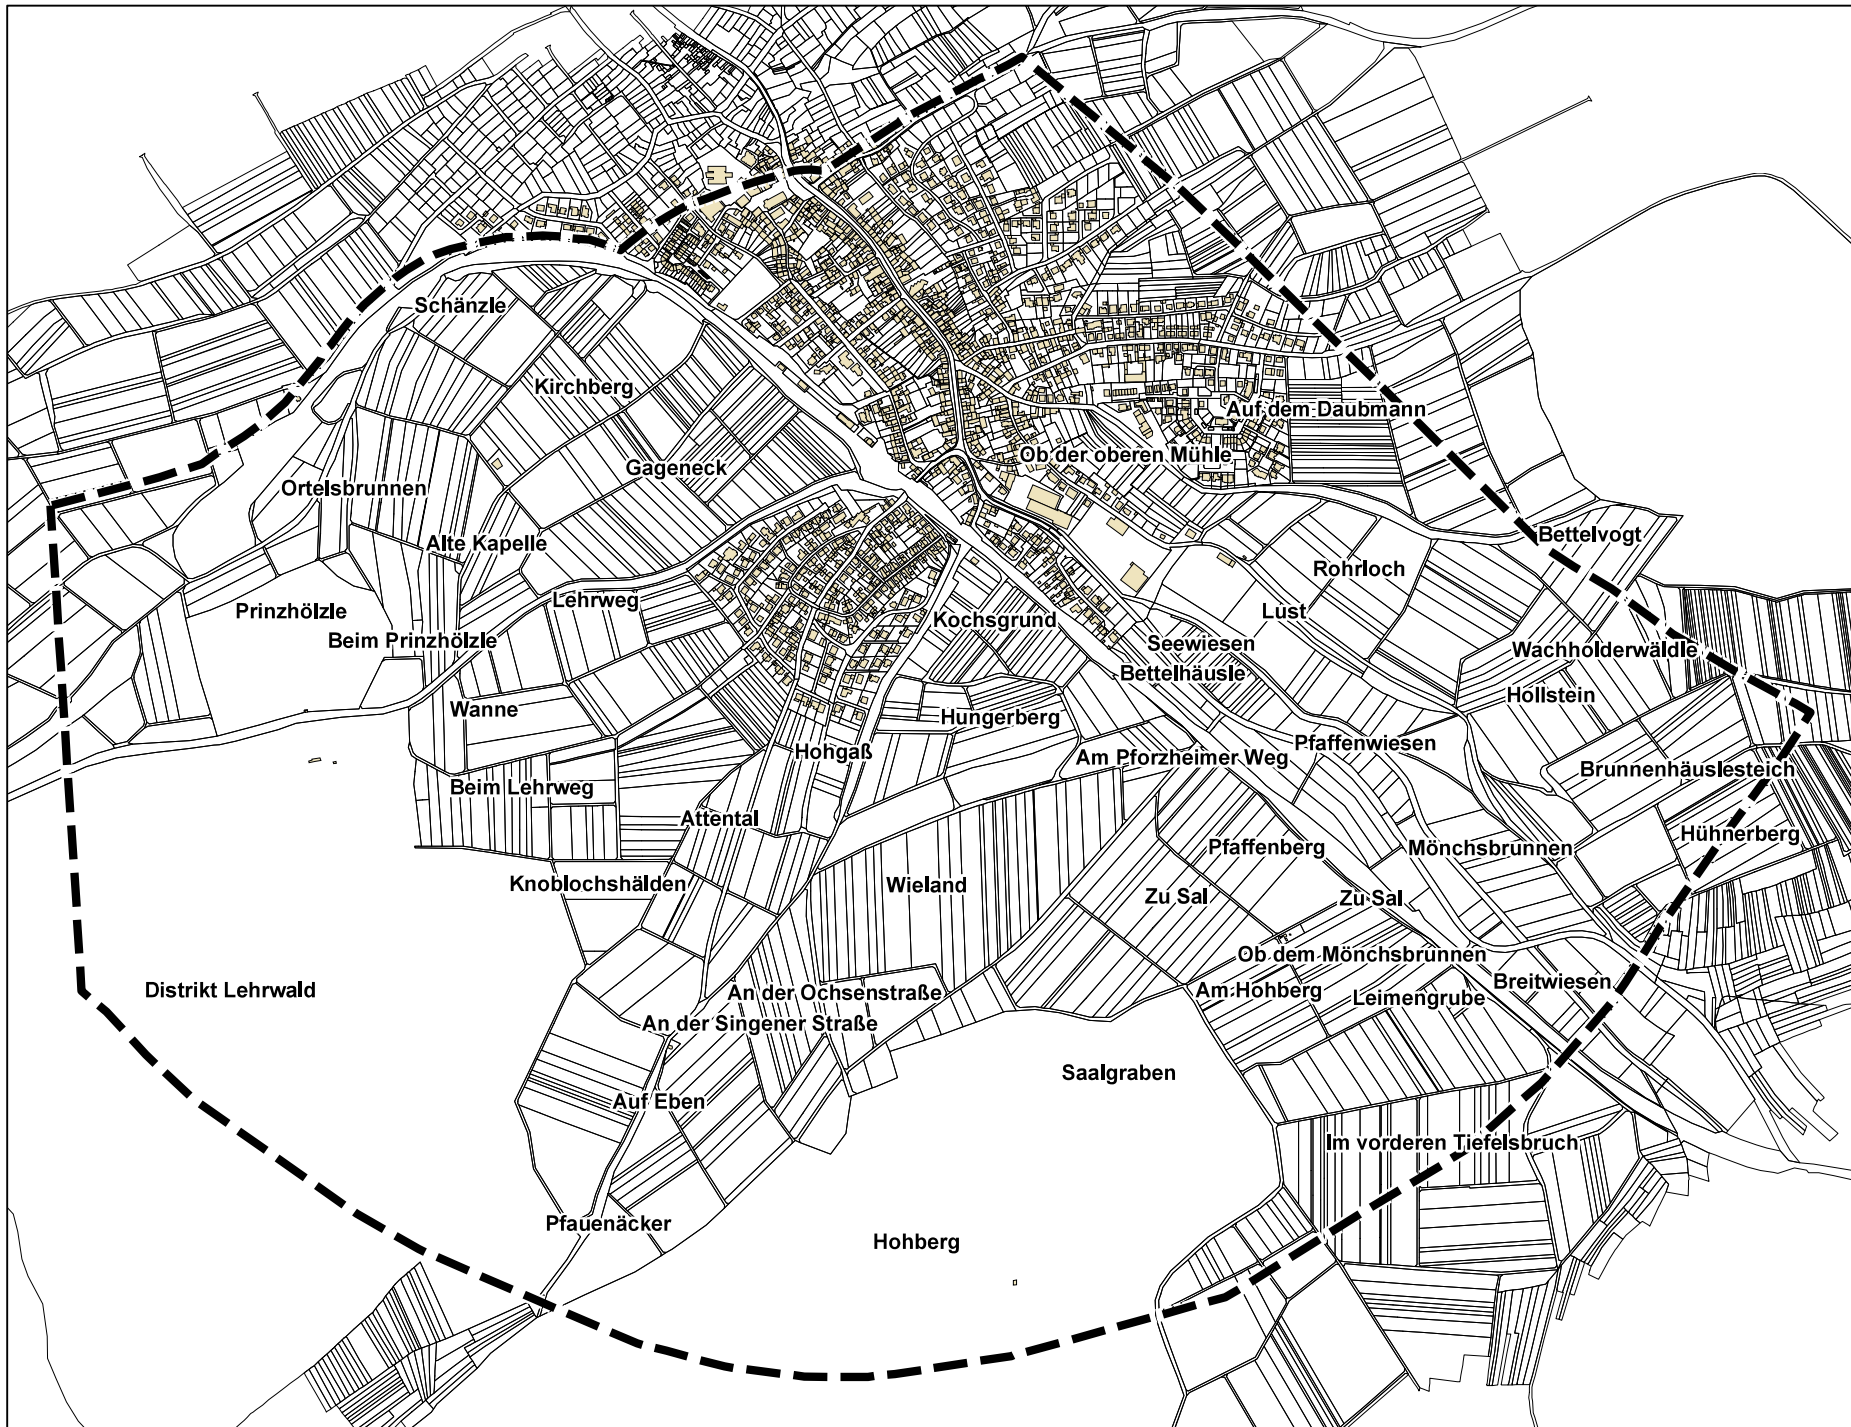 Schänzle
Kirchberg
Auf dem Daubmann
Ob der oberen Mühle
Gageneck
Ortelsbrunnen
Bettelvogt
Alte Kapelle
Rohrloch
Lehrweg
Prinzhölzle
Lust
Kochsgrund
Beim Prinzhölzle
Seewiesen
Wachholderwäldle
Bettelhäusle
Höllstein
Wanne
Hungerberg
Pfaffenwiesen
Hohgaß
Am Pforzheimer Weg
Brunnenhäuslesteich
Beim Lehrweg
Attental
Hühnerberg
Pfaffenberg
Mönchsbrunnen
Knoblochshälden
Wieland
Zu Sal
Zu Sal
Ob dem Mönchsbrunnen
Breitwiesen
Distrikt Lehrwald
An der Ochsenstraße
Am Hohberg
Leimengrube
An der Singener Straße
Saalgraben
Auf Eben
Im vorderen Tiefelsbruch
Pfauenäcker
Hohberg